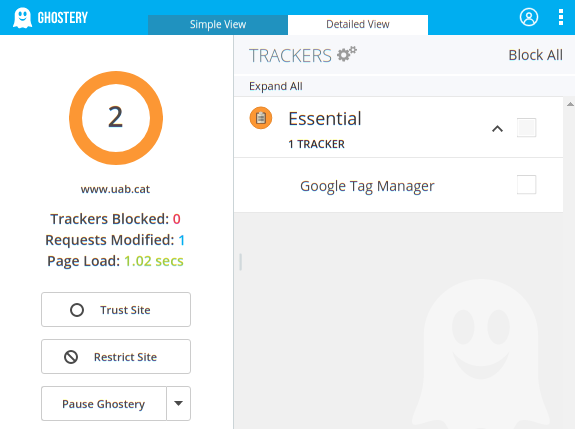 GHOSTERY
Simple View
Detailed View
2
www.uab.cat
Trackers Blocked: 0
Requests Modified: 1
Page Load: 1.02 secs
Trust Site
Restrict Site
Pause Ghostery
TRACKERS
Block All
Expand All
Essential
1 TRACKER
Google Tag Manager